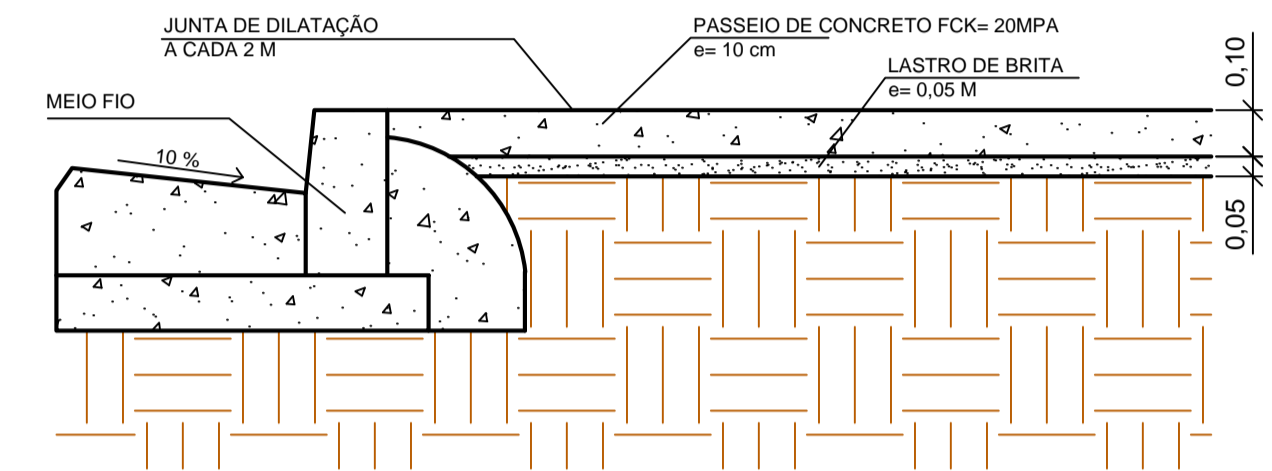 JUNTA DE DILATAÇÃO
A CADA 2 M
PASSEIO DE CONCRETO FCK= 20MPA
e= 10 cm
LASTRO DE BRITA
e= 0,05 M
MEIO FIO
10 %
0,10
0,05